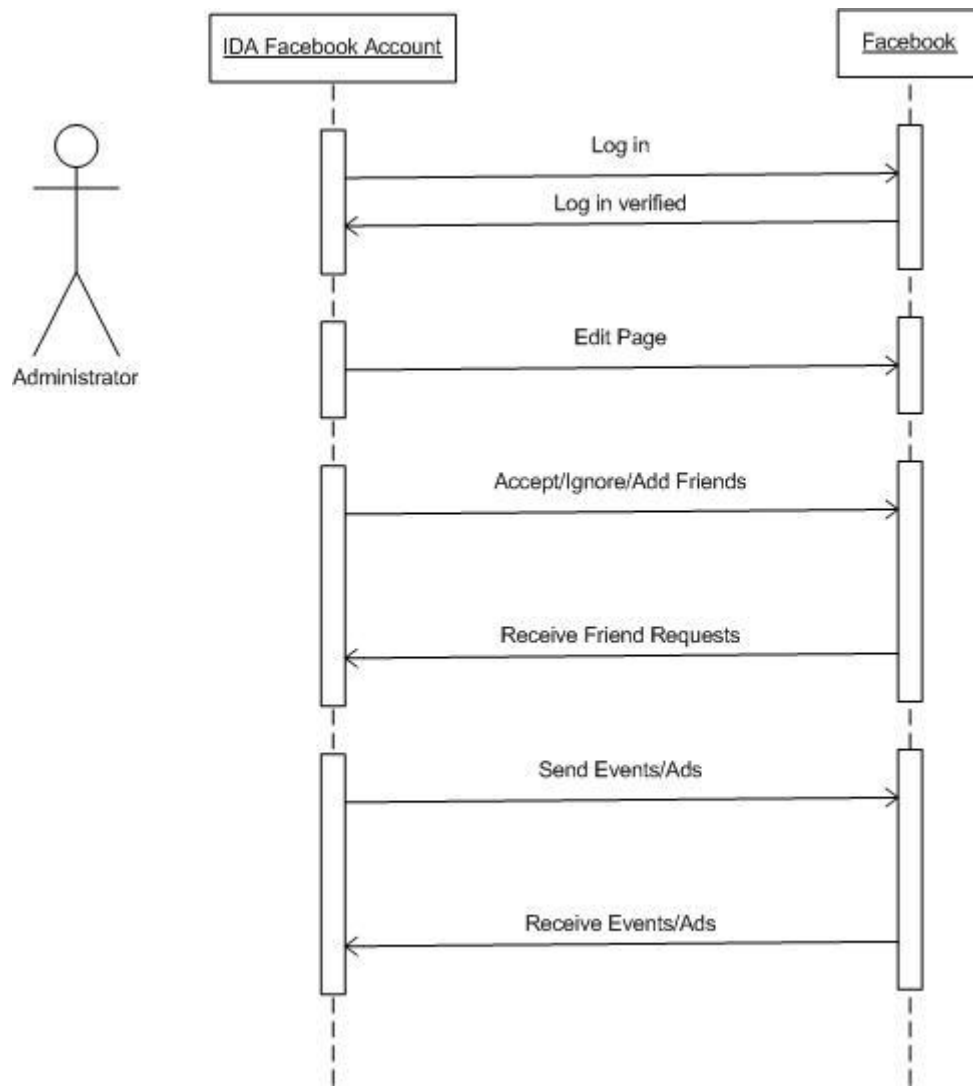 IDA Facebook Account
Facebook
Log in
Log in verified
Edit Page
Administrator
Accept/Ignore/Add Friends
Receive Friend Requests
Send Events/Ads
Receive Events/Ads